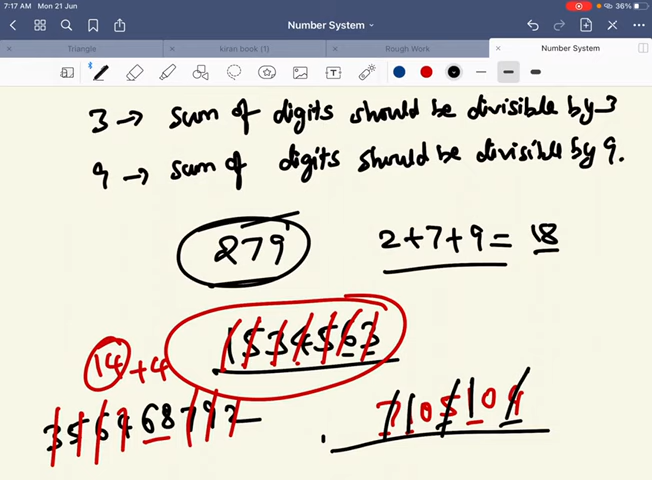 7:17 AM Mon 21 Jun
36%
Number System
Triangle
kiran book (1)
Rough Work
Number System
3 → sum of digits should be divisible by 3
9 → sum of digits should be divisible by 9.
279
2+7+9 = 18
1534563
14 + 4